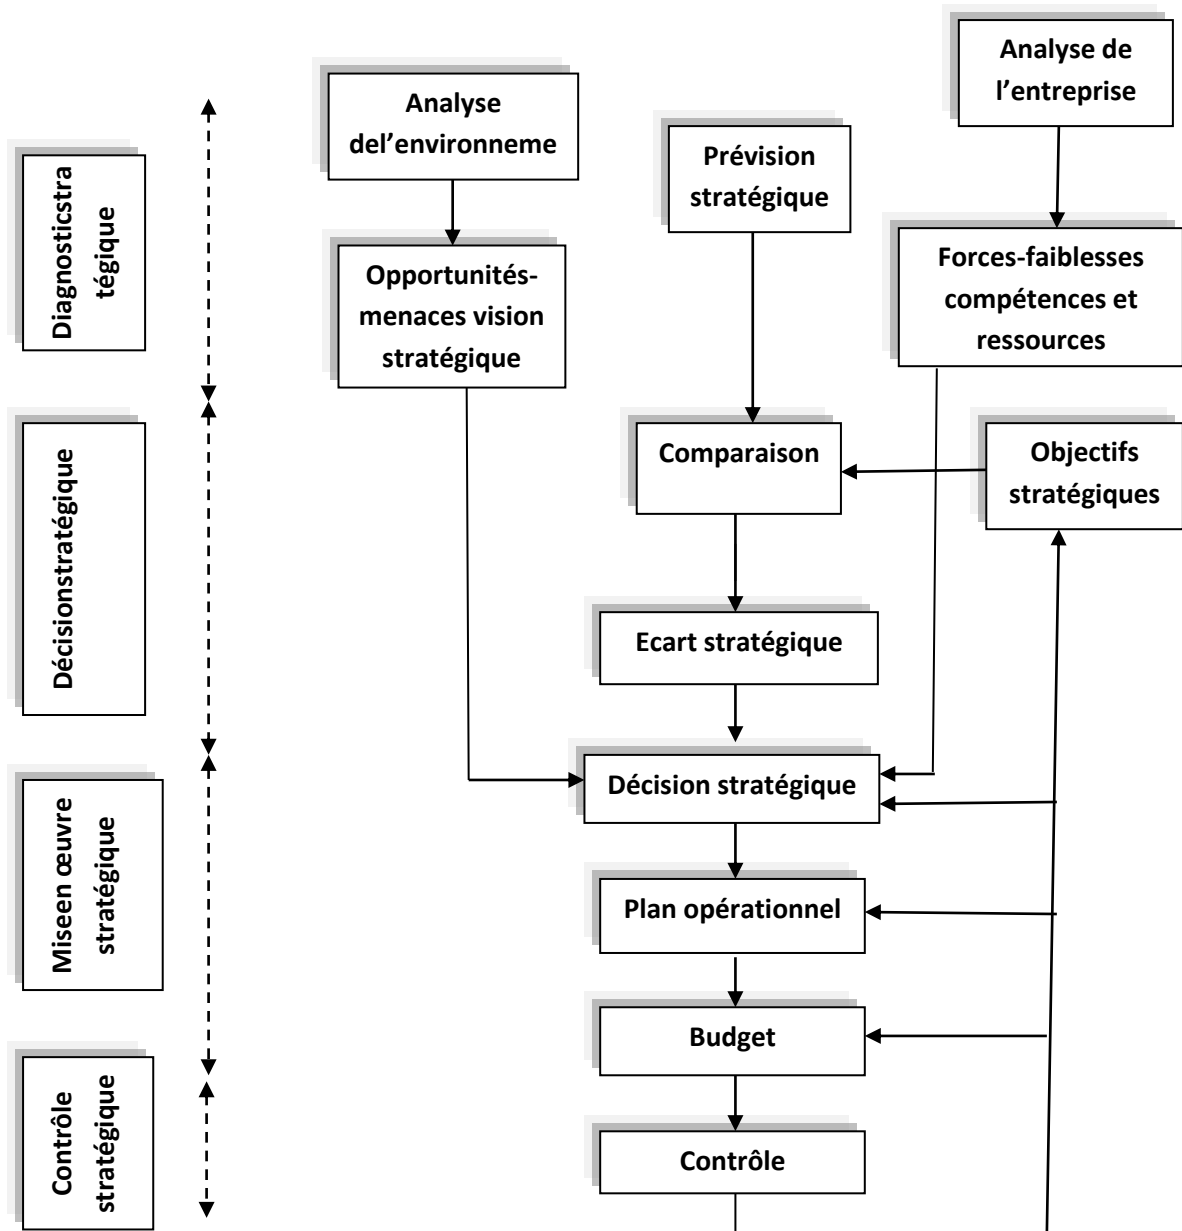 Analyse de
l'entreprise
Analyse
del'environneme
Prévision
stratégique
Diagnosticstra
tégique
Opportunités-
menaces vision
stratégique
Forces-faiblesses
compétences et
ressources
Décisionstratégique
Comparaison
Objectifs
stratégiques
Ecart stratégique
Décision stratégique
Miseen œuvre
stratégique
Plan opérationnel
Budget
Contrôle
stratégique
Contrôle